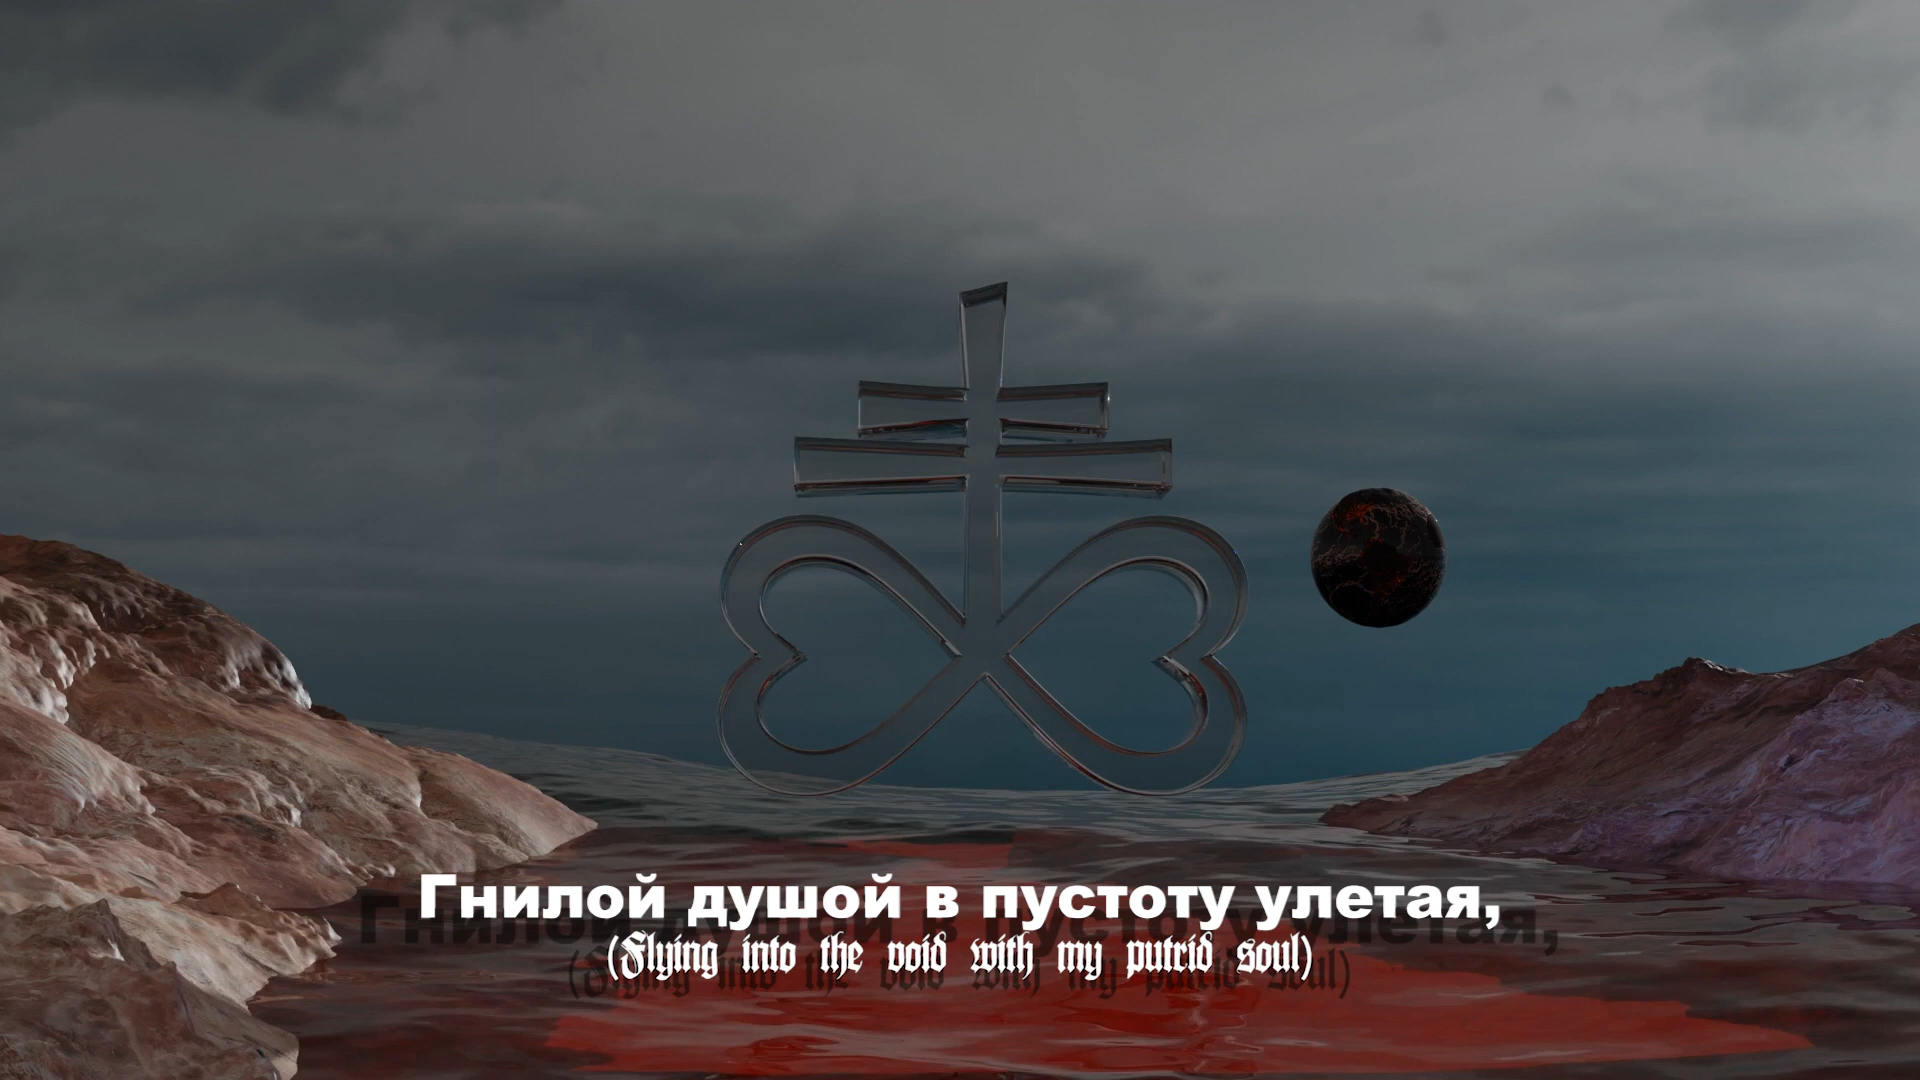 Гнилой душой в пустоту улетая,
(Flying into the void with my putrid soul)